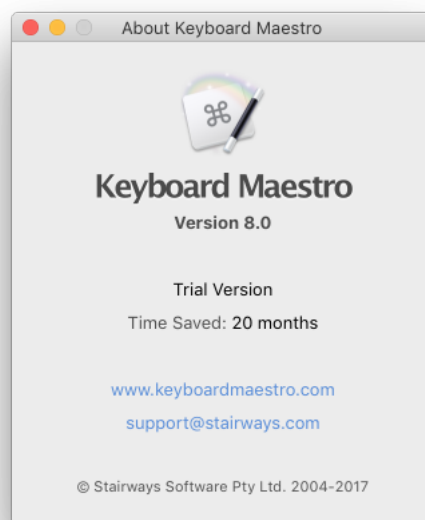 About Keyboard Maestro
Keyboard Maestro
Version 8.0
Trial Version
Time Saved: 20 months
www.keyboardmaestro.com
support@stairways.com
© Stairways Software Pty Ltd. 2004-2017